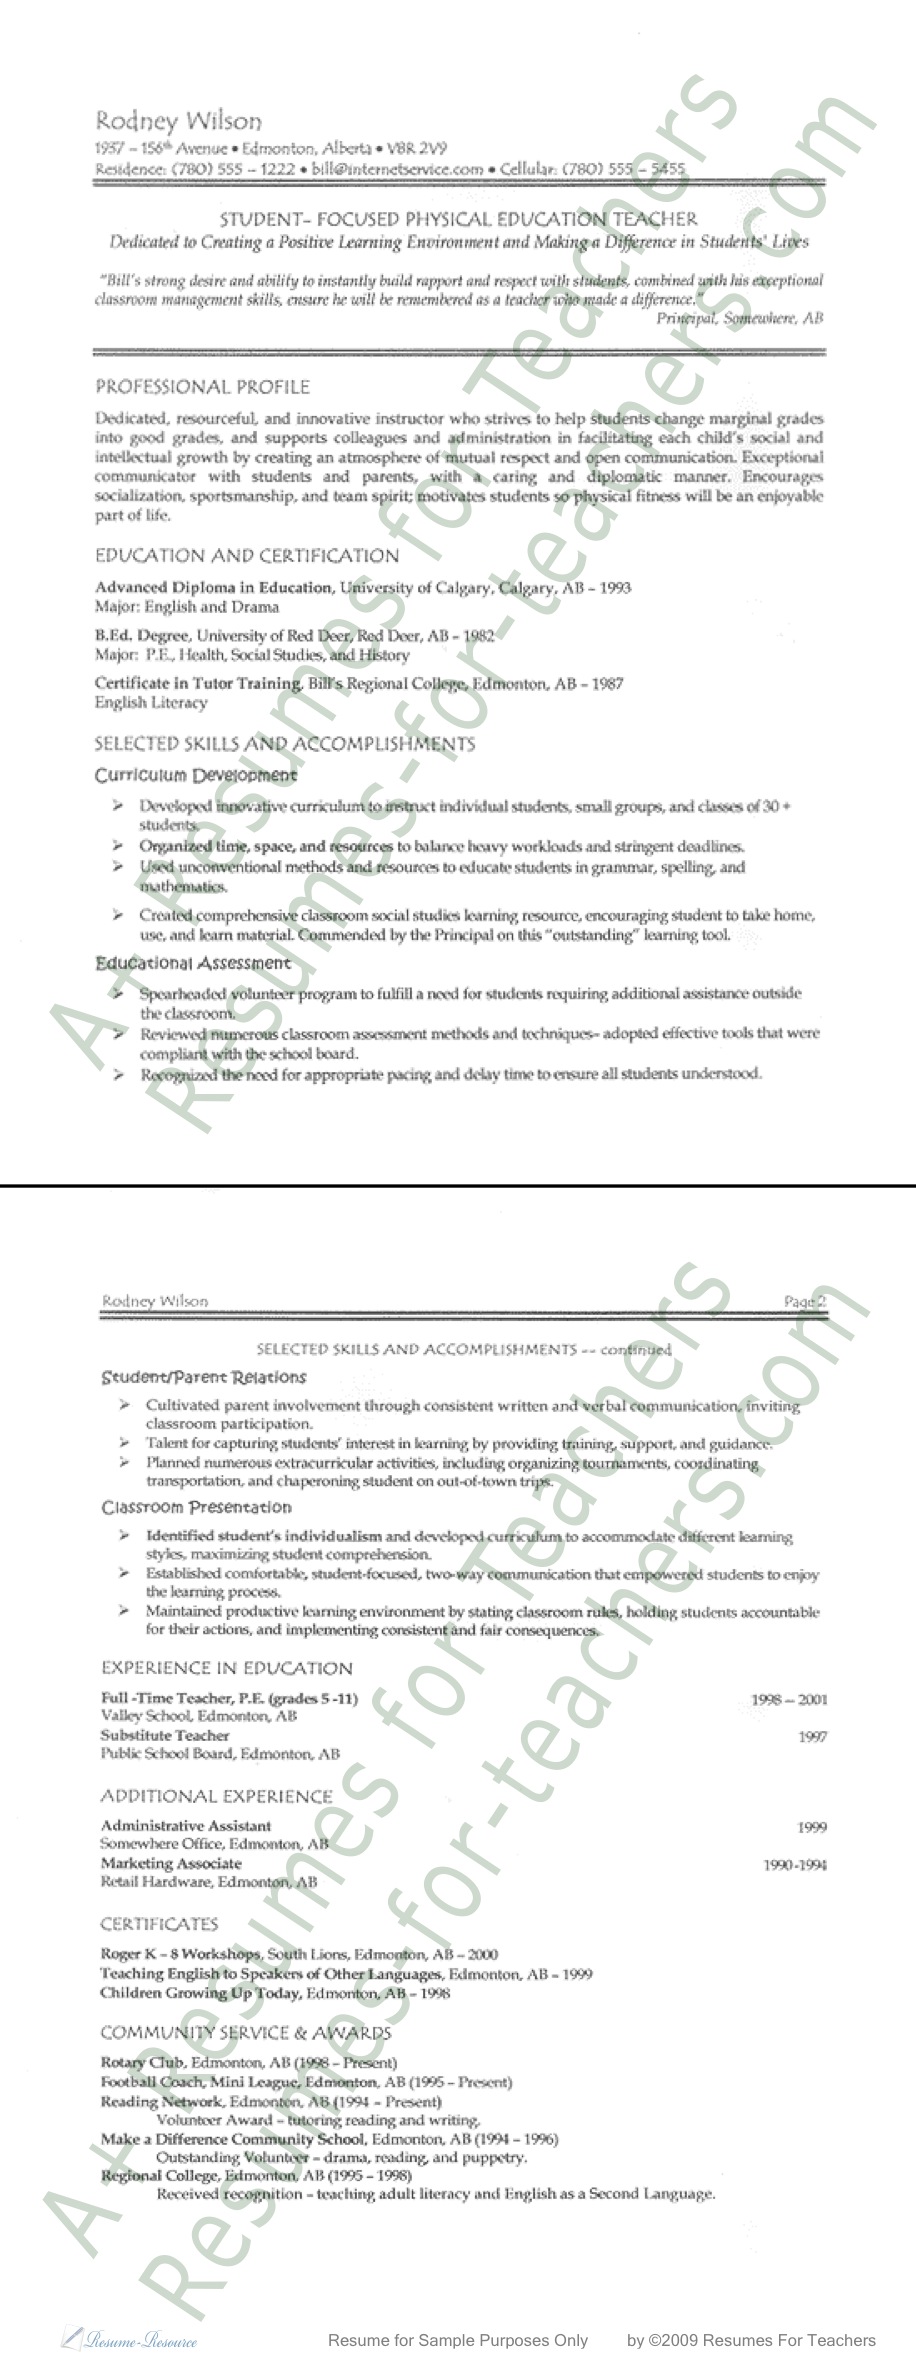 Rodney Wilson
1937 – 156th Avenue • Edmonton, Alberta • V8R 2V9
Residence: (780) 555 – 1222 • bill@internetservice.com • Cellular: (780) 555 – 5455
STUDENT- FOCUSED PHYSICAL EDUCATION TEACHER
Dedicated to Creating a Positive Learning Environment and Making a Difference in Students' Lives
"Bill's strong desire and ability to instantly build rapport and respect with students, combined with his exceptional
classroom management skills, ensure he will be remembered as a teacher who made a difference."
Principal, Somewhere, AB
PROFESSIONAL PROFILE
Dedicated, resourceful, and innovative instructor who strives to help students change marginal grades
into good grades, and supports colleagues and administration in facilitating each child's social and
intellectual growth by creating an atmosphere of mutual respect and open communication. Exceptional
communicator with students and parents, with a caring and diplomatic manner. Encourages
socialization, sportsmanship, and team spirit; motivates students so physical fitness will be an enjoyable
part of life.
EDUCATION AND CERTIFICATION
Advanced Diploma in Education, University of Calgary, Calgary, AB – 1993
Major: English and Drama
B.Ed. Degree, University of Red Deer, Red Deer, AB – 1982
Major: P.E., Health, Social Studies, and History
Certificate in Tutor Training, Bill's Regional College, Edmonton, AB – 1987
English Literacy
SELECTED SKILLS AND ACCOMPLISHMENTS
Curriculum Development
➢ Developed innovative curriculum to instruct individual students, small groups, and classes of 30 +
students.
➢ Organized time, space, and resources to balance heavy workloads and stringent deadlines.
➢ Used unconventional methods and resources to educate students in grammar, spelling, and
mathematics.
➢ Created comprehensive classroom social studies learning resource, encouraging student to take home,
use, and learn material. Commended by the Principal on this "outstanding" learning tool.
Educational Assessment
➢ Spearheaded volunteer program to fulfill a need for students requiring additional assistance outside
the classroom.
➢ Reviewed numerous classroom assessment methods and techniques– adopted effective tools that were
compliant with the school board.
➢ Recognized the need for appropriate pacing and delay time to ensure all students understood.
A+ Resumes for Teachers
Resumes-for-teachers.com
Rodney Wilson Page 2
SELECTED SKILLS AND ACCOMPLISHMENTS -- continued
Student/Parent Relations
➢ Cultivated parent involvement through consistent written and verbal communication, inviting
classroom participation.
➢ Talent for capturing students' interest in learning by providing training, support, and guidance.
➢ Planned numerous extracurricular activities, including organizing tournaments, coordinating
transportation, and chaperoning student on out-of-town trips.
Classroom Presentation
➢ Identified student's individualism and developed curriculum to accommodate different learning
styles, maximizing student comprehension.
➢ Established comfortable, student-focused, two-way communication that empowered students to enjoy
the learning process.
➢ Maintained productive learning environment by stating classroom rules, holding students accountable
for their actions, and implementing consistent and fair consequences.
EXPERIENCE IN EDUCATION
Full -Time Teacher, P.E. (grades 5 -11) 1998 – 2001
Valley School, Edmonton, AB
Substitute Teacher 1997
Public School Board, Edmonton, AB
ADDITIONAL EXPERIENCE
Administrative Assistant 1999
Somewhere Office, Edmonton, AB
Marketing Associate 1990-1994
Retail Hardware, Edmonton, AB
CERTIFICATES
Roger K – 8 Workshops, South Lions, Edmonton, AB – 2000
Teaching English to Speakers of Other Languages, Edmonton, AB – 1999
Children Growing Up Today, Edmonton, AB – 1998
COMMUNITY SERVICE & AWARDS
Rotary Club, Edmonton, AB (1998 – Present)
Football Coach, Mini League, Edmonton, AB (1995 – Present)
Reading Network, Edmonton, AB (1994 – Present)
Volunteer Award – tutoring reading and writing.
Make a Difference Community School, Edmonton, AB (1994 – 1996)
Outstanding Volunteer – drama, reading, and puppetry.
Regional College, Edmonton, AB (1995 – 1998)
Received recognition – teaching adult literacy and English as a Second Language.
A+ Resumes for Teachers
Resumes-for-teachers.com
Resume-Resource Resume for Sample Purposes Only by ©2009 Resumes For Teachers